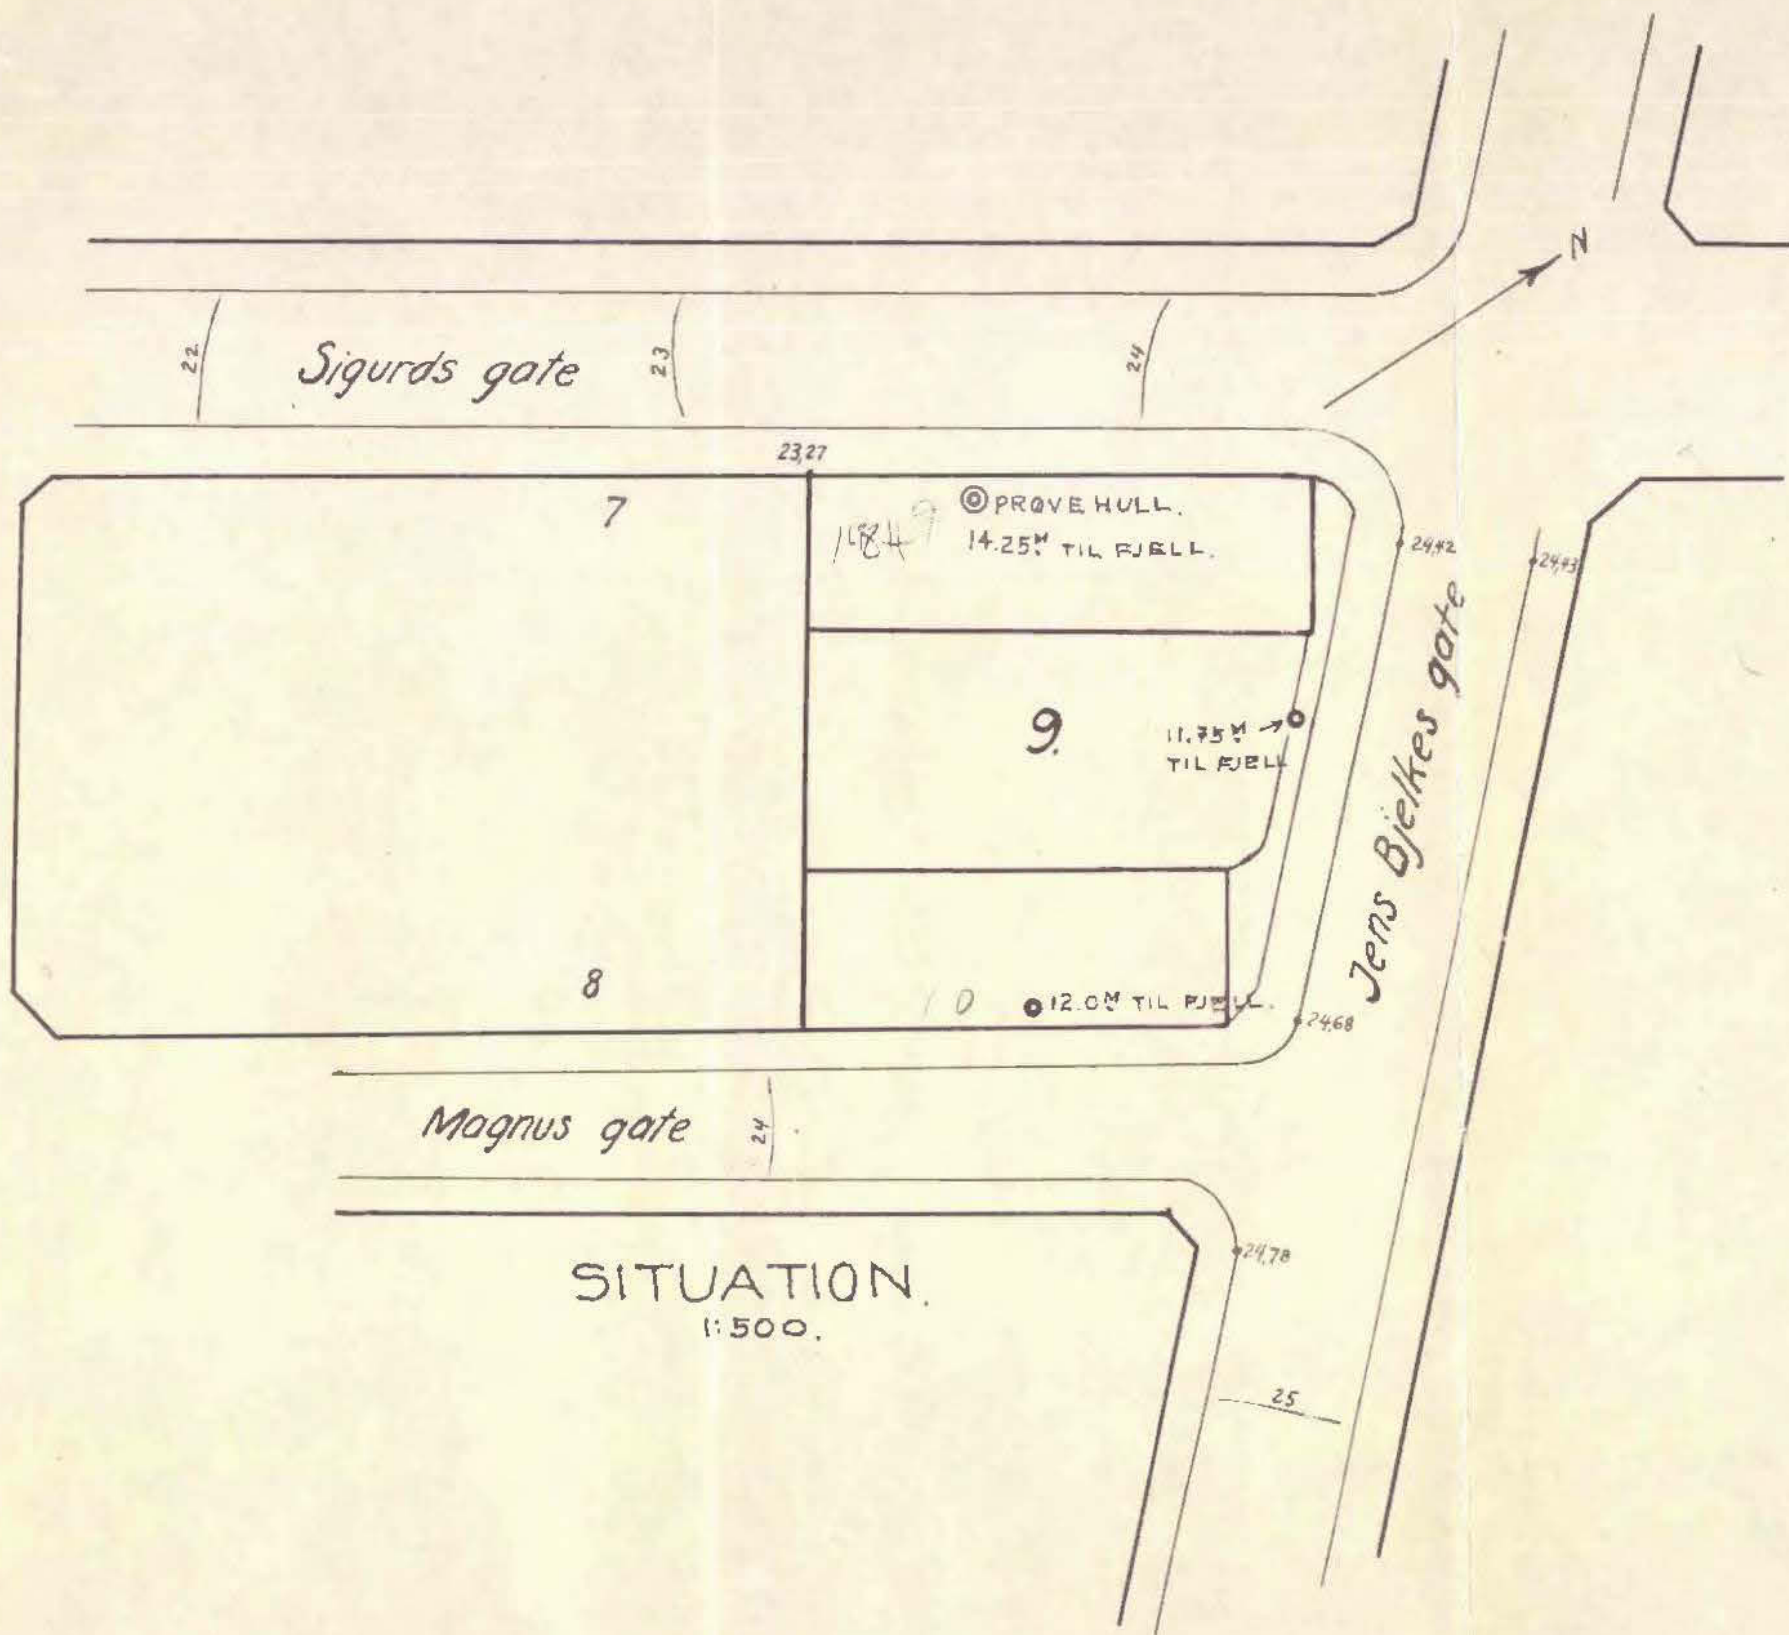 N
22
Sigurds gate
23
24
23,27
7
PRØVE HULL.
14.25M TIL FJELL.
24,42
24,43
9.
11.75M
TIL FJELL
Jens Bjelkes gate
8
10
12.0M TIL FJELL.
24,68
Magnus gate
24
24,78
SITUATION.
1:500.
25